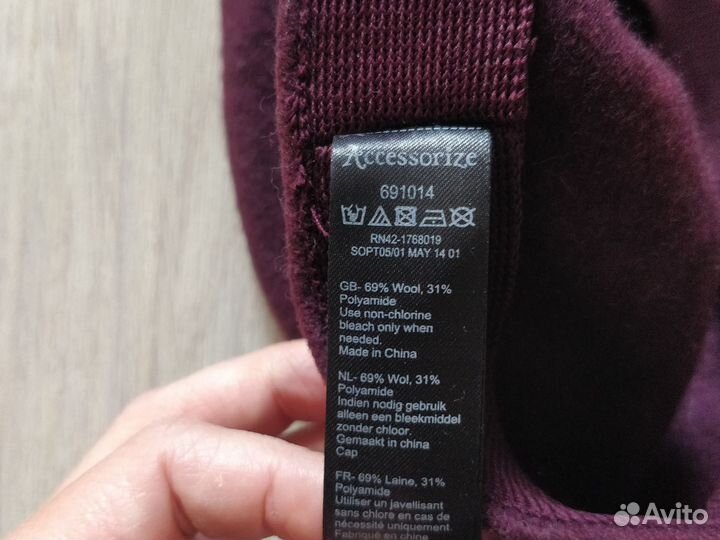 Accessorize
691014
RN42-1768019
SOPT05/01 MAY 14 01
GB- 69% Wool, 31%
Polyamide
Use non-chlorine
bleach only when
needed.
Made in China
NL- 69% Wol, 31%
Polyamide
Indien nodig gebruik
alleen een bleekmiddel
zonder chloor.
Gemaakt in china
Cap
FR- 69% Laine, 31%
Polyamide
Utiliser un javellisant
sans chlore en cas de
nécessité uniquement.
Fabriqué en chine
Avito